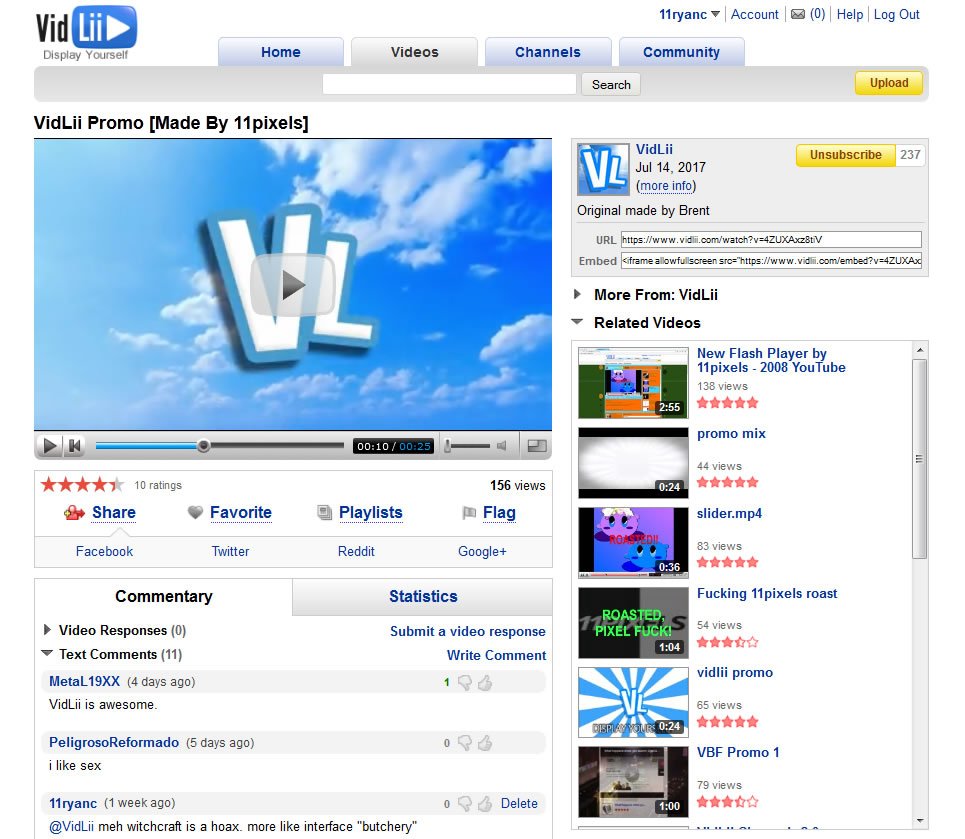 Vid Lii
Display Yourself
11ryanc Account (0) Help Log Out
Home Videos Channels Community
Search Upload
VidLii Promo [Made By 11pixels]
VL
00:10 / 00:25
10 ratings 156 views
Share Favorite Playlists Flag
Facebook Twitter Reddit Google+
Commentary Statistics
Video Responses (0) Submit a video response
Text Comments (11) Write Comment
MetaL19XX (4 days ago) 1
VidLii is awesome.
PeligrosoReformado (5 days ago) 0
i like sex
11ryanc (1 week ago) 0 Delete
@VidLii meh witchcraft is a hoax. more like interface "butchery"
VL
VidLii
Jul 14, 2017
(more info)
Unsubscribe 237
Original made by Brent
URL https://www.vidlii.com/watch?v=4ZUXAxz8tiV
Embed <iframe allowfullscreen src="https://www.vidlii.com/embed?v=4ZUXAx
More From: VidLii
Related Videos
2:55
New Flash Player by
11pixels - 2008 YouTube
138 views
0:24
promo mix
44 views
ROASTED!!
0:36
slider.mp4
83 views
ROASTED,
PIXEL FUCK!
1:04
Fucking 11pixels roast
54 views
VL
0:24
vidlii promo
65 views
1:00
VBF Promo 1
79 views